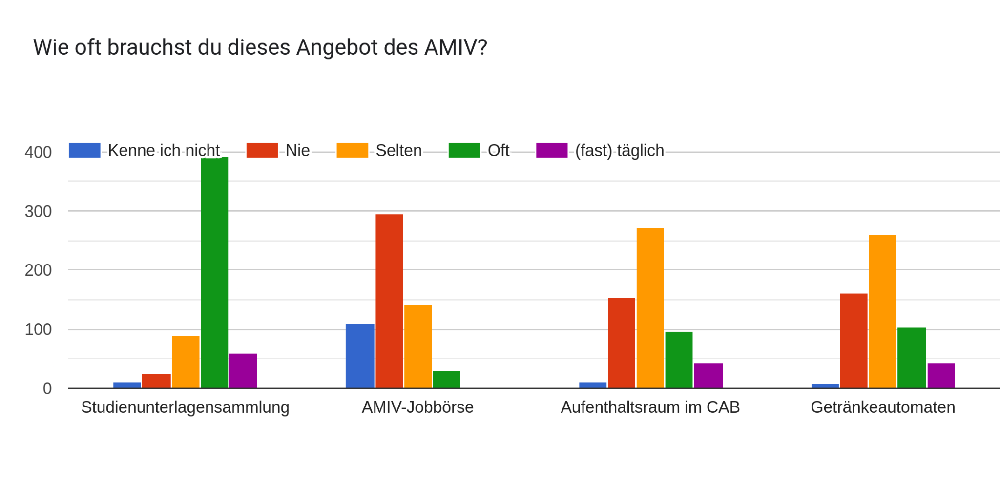 Wie oft brauchst du dieses Angebot des AMIV?
Kenne ich nicht Nie Selten Oft (fast) täglich
400
300
200
100
0
Studienunterlagensammlung AMIV-Jobbörse Aufenthaltsraum im CAB Getränkeautomaten